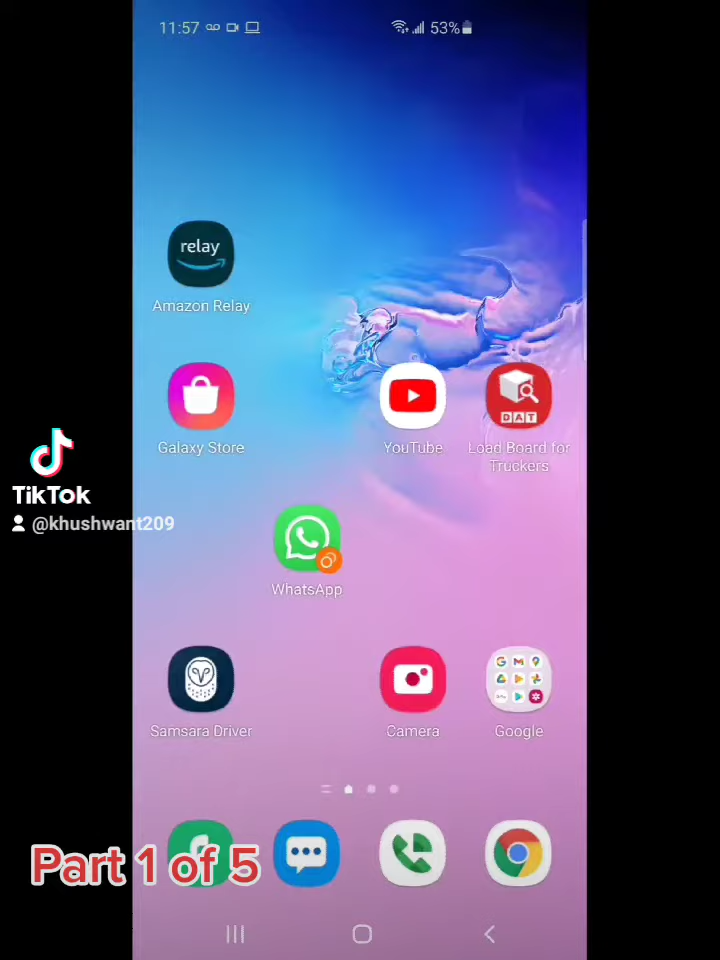 11:57
53%
relay
Amazon Relay
DAT
Galaxy Store
YouTube
Load Board for
Truckers
TikTok
@khushwant209
WhatsApp
Samsara Driver
Camera
Google
Part 1 of 5